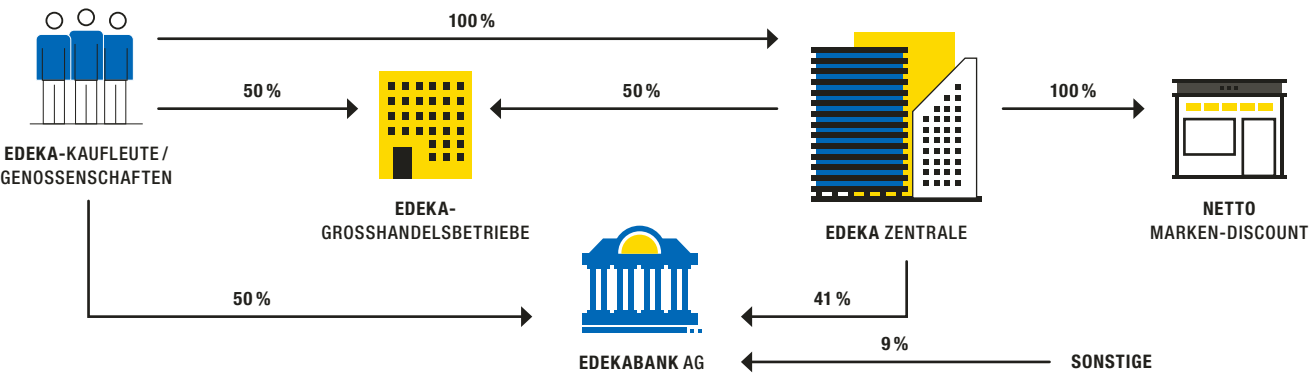 100 %
50 %
50 %
100 %
EDEKA-KAUFLEUTE /
GENOSSENSCHAFTEN
EDEKA-
GROSSHANDELSBETRIEBE
EDEKA ZENTRALE
NETTO
MARKEN-DISCOUNT
50 %
41 %
9 %
EDEKABANK AG
SONSTIGE